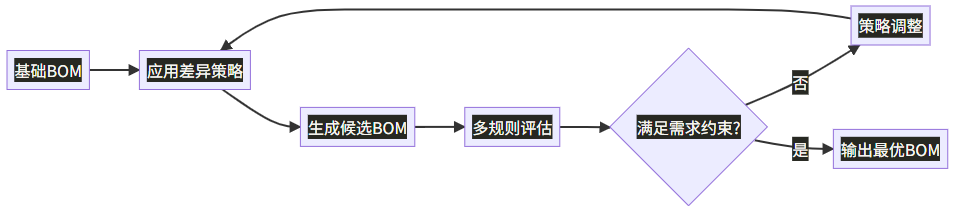 基础BOM
应用差异策略
生成候选BOM
多规则评估
满足需求约束?
否
策略调整
是
输出最优BOM